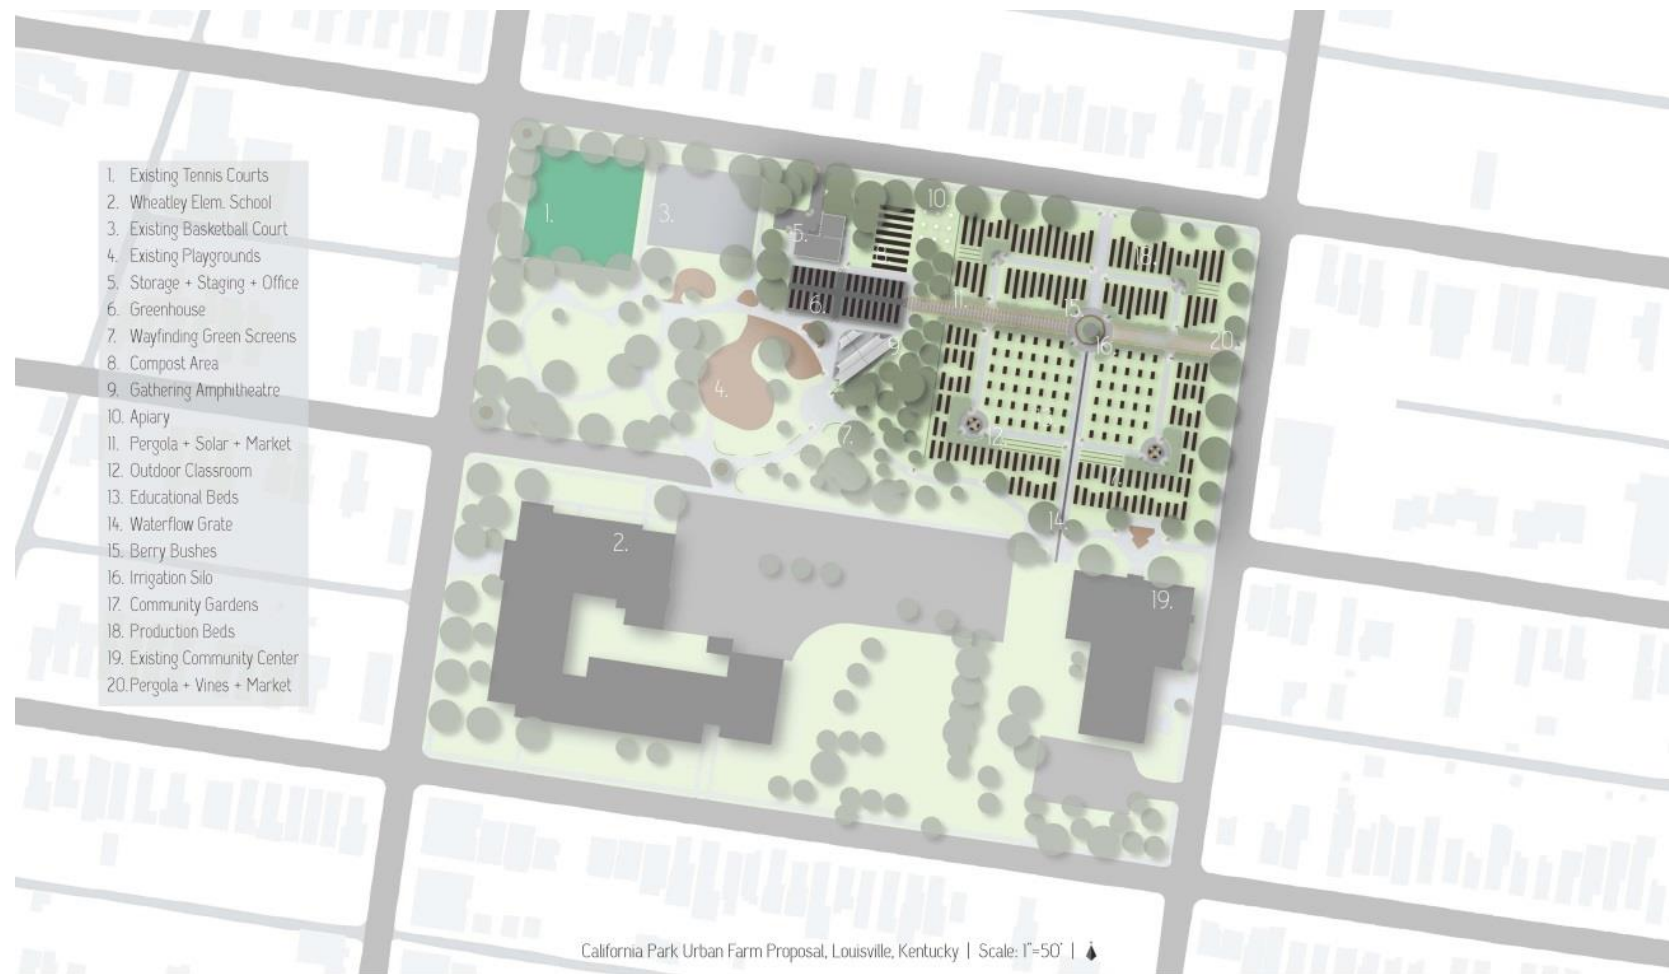 1. Existing Tennis Courts
2. Wheatley Elem. School
3. Existing Basketball Court
4. Existing Playgrounds
5. Storage + Staging + Office
6. Greenhouse
7. Wayfinding Green Screens
8. Compost Area
9. Gathering Amphitheatre
10. Apiary
11. Pergola + Solar + Market
12. Outdoor Classroom
13. Educational Beds
14. Waterflow Grate
15. Berry Bushes
16. Irrigation Silo
17. Community Gardens
18. Production Beds
19. Existing Community Center
20. Pergola + Vines + Market
1.
3.
10.
5.
18.
6.
11.
15.
16.
20.
9.
4.
7.
12.
14.
2.
19.
California Park Urban Farm Proposal, Louisville, Kentucky | Scale: 1"=50' |